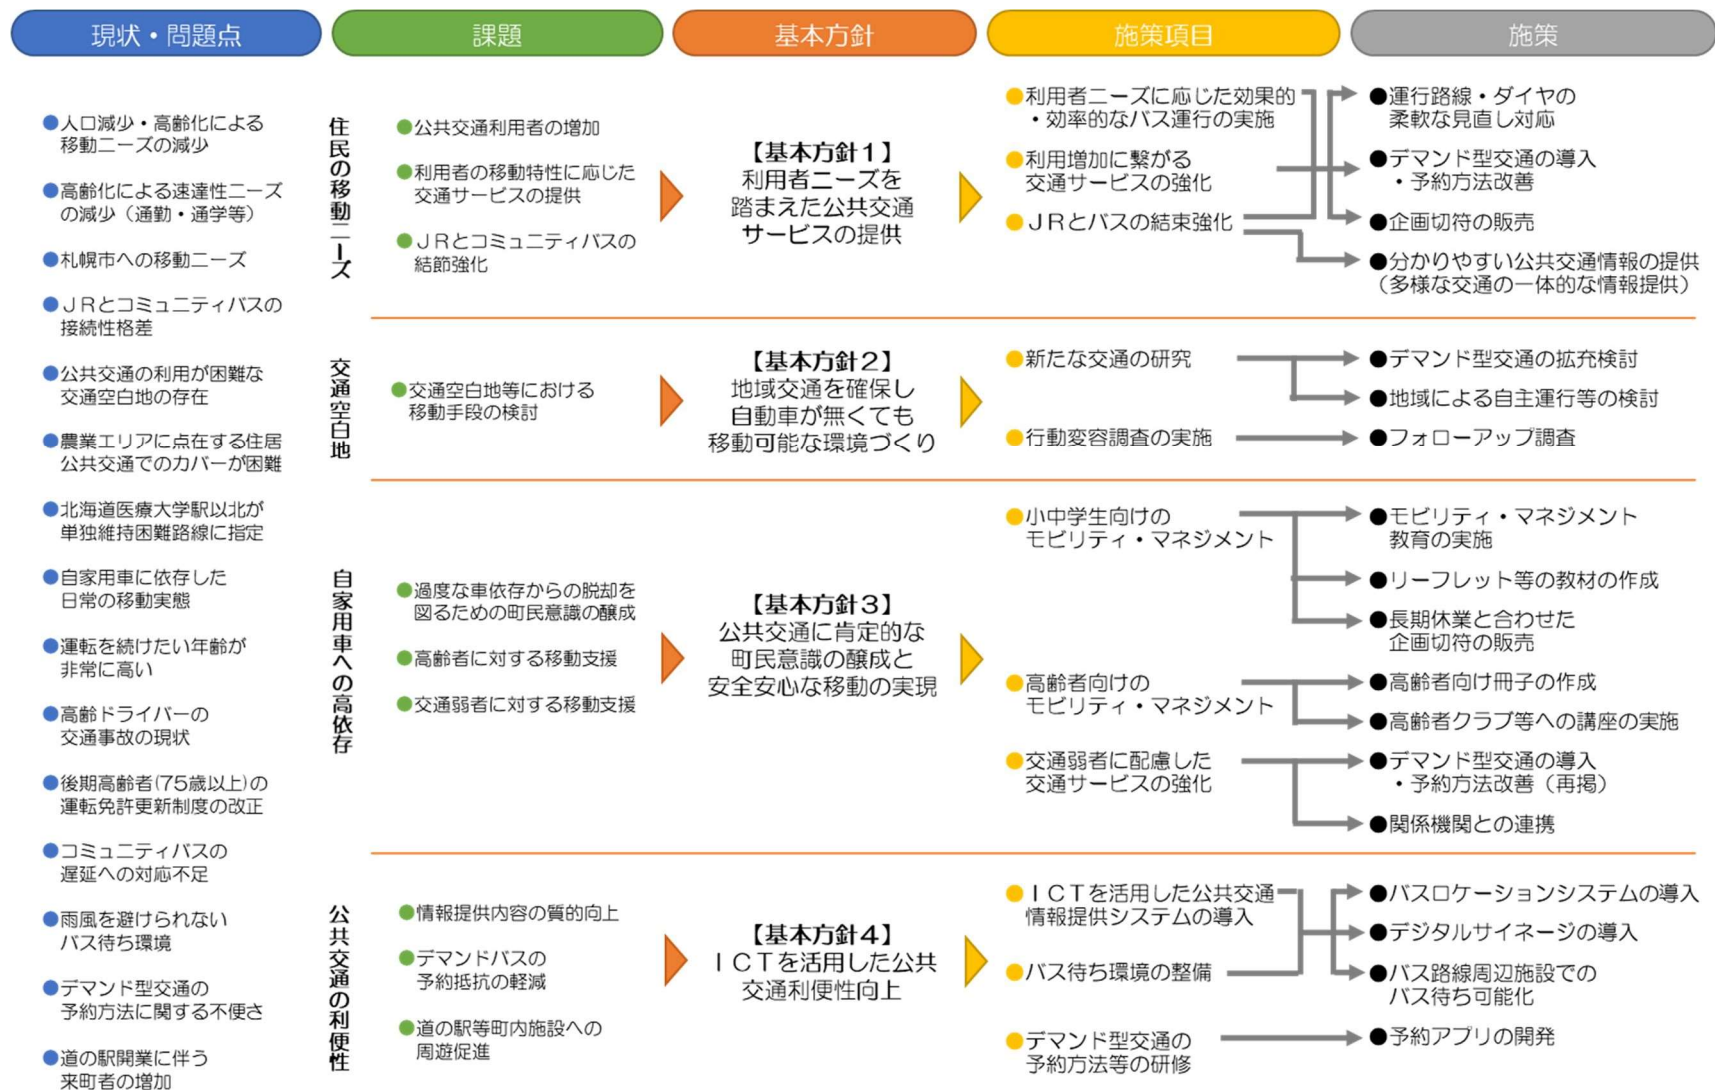 現状・問題点
課題
基本方針
施策項目
施策
●人口減少・高齢化による
移動ニーズの減少
●高齢化による速達性ニーズ
の減少（通勤・通学等）
●札幌市への移動ニーズ
●ＪＲとコミュニティバスの
接続性格差
●公共交通の利用が困難な
交通空白地の存在
●農業エリアに点在する住居
公共交通でのカバーが困難
●北海道医療大学駅以北が
単独維持困難路線に指定
●自家用車に依存した
日常の移動実態
●運転を続けたい年齢が
非常に高い
●高齢ドライバーの
交通事故の現状
●後期高齢者(75歳以上)の
運転免許更新制度の改正
●コミュニティバスの
遅延への対応不足
●雨風を避けられない
バス待ち環境
●デマンド型交通の
予約方法に関する不便さ
●道の駅開業に伴う
来町者の増加
住民の移動ニーズ
●公共交通利用者の増加
●利用者の移動特性に応じた
交通サービスの提供
●ＪＲとコミュニティバスの
結節強化
【基本方針１】
利用者ニーズを
踏まえた公共交通
サービスの提供
●利用者ニーズに応じた効果的
・効率的なバス運行の実施
●利用増加に繋がる
交通サービスの強化
●ＪＲとバスの結束強化
●運行路線・ダイヤの
柔軟な見直し対応
●デマンド型交通の導入
・予約方法改善
●企画切符の販売
●分かりやすい公共交通情報の提供
（多様な交通の一体的な情報提供）
交通空白地
●交通空白地等における
移動手段の検討
【基本方針２】
地域交通を確保し
自動車が無くても
移動可能な環境づくり
●新たな交通の研究
●行動変容調査の実施
●デマンド型交通の拡充検討
●地域による自主運行等の検討
●フォローアップ調査
自家用車への高依存
●過度な車依存からの脱却を
図るための町民意識の醸成
●高齢者に対する移動支援
●交通弱者に対する移動支援
【基本方針３】
公共交通に肯定的な
町民意識の醸成と
安全安心な移動の実現
●小中学生向けの
モビリティ・マネジメント
●高齢者向けの
モビリティ・マネジメント
●交通弱者に配慮した
交通サービスの強化
●モビリティ・マネジメント
教育の実施
●リーフレット等の教材の作成
●長期休業と合わせた
企画切符の販売
●高齢者向け冊子の作成
●高齢者クラブ等への講座の実施
●デマンド型交通の導入
・予約方法改善（再掲）
●関係機関との連携
公共交通の利便性
●情報提供内容の質的向上
●デマンドバスの
予約抵抗の軽減
●道の駅等町内施設への
周遊促進
【基本方針４】
ＩＣＴを活用した公共
交通利便性向上
●ＩＣＴを活用した公共交通
情報提供システムの導入
●バス待ち環境の整備
●デマンド型交通の
予約方法等の研修
●バスロケーションシステムの導入
●デジタルサイネージの導入
●バス路線周辺施設での
バス待ち可能化
●予約アプリの開発